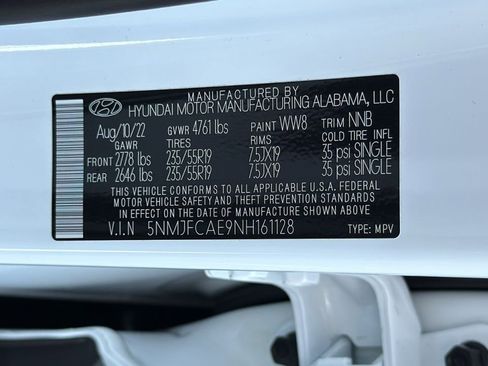 MANUFACTURED BY
HYUNDAI MOTOR MANUFACTURING ALABAMA, LLC
Aug/10/22 GVWR 4761 lbs PAINT WW8 TRIM NNB
GAWR TIRES RIMS COLD TIRE INFL
FRONT 2778 lbs 235/55R19 7.5JX19 35 psi SINGLE
REAR 2646 lbs 235/55R19 7.5JX19 35 psi SINGLE
THIS VEHICLE CONFORMS TO ALL APPLICABLE U.S.A. FEDERAL
MOTOR VEHICLE SAFETY AND THEFT PREVENTION STANDARDS
IN EFFECT ON THE DATE OF MANUFACTURE SHOWN ABOVE.
V.I.N 5NMJFCAE9NH161128 TYPE: MPV